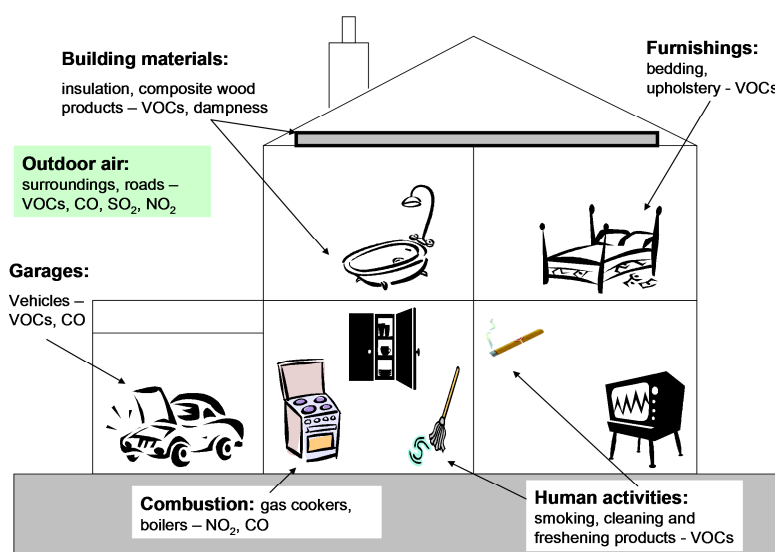 Building materials:
insulation, composite wood
products – VOCs, dampness
Furnishings:
bedding,
upholstery - VOCs
Outdoor air:
surroundings, roads –
VOCs, CO, SO₂, NO₂
Garages:
Vehicles –
VOCs, CO
Combustion: gas cookers,
boilers – NO₂, CO
Human activities:
smoking, cleaning and
freshening products - VOCs